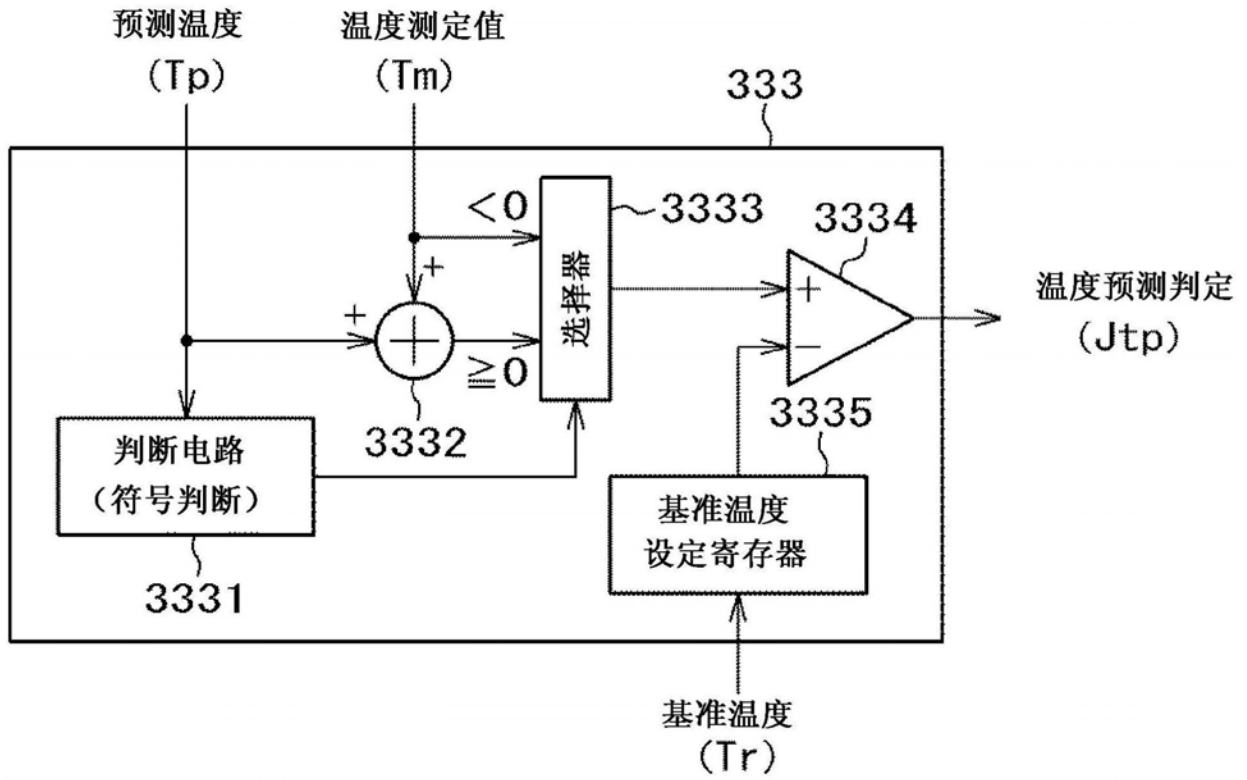 预测温度
(Tp)
温度测定值
(Tm)
333
<0
3333
3334
+
+
选择器
+
-
≧0
温度预测判定
(Jtp)
3332
3335
判断电路
(符号判断)
基准温度
设定寄存器
3331
基准温度
(Tr)